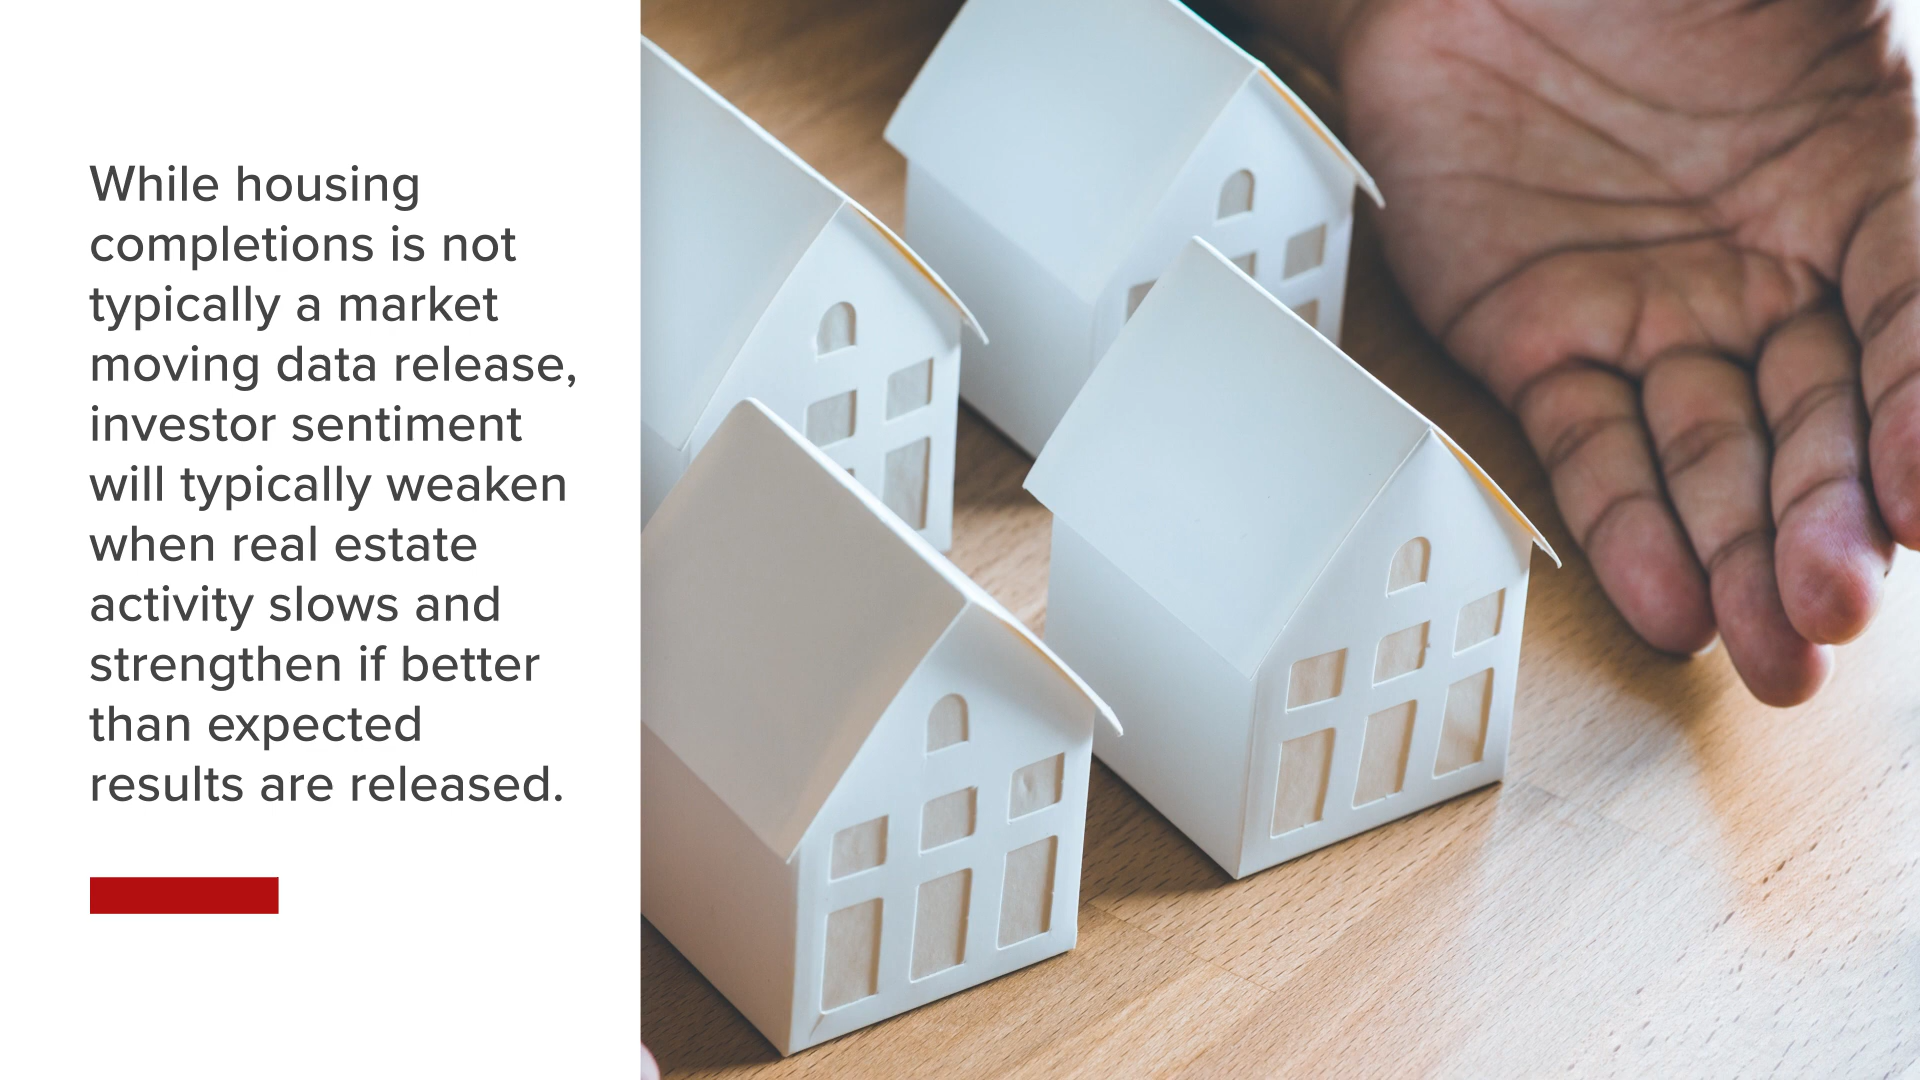 While housing
completions is not
typically a market
moving data release,
investor sentiment
will typically weaken
when real estate
activity slows and
strengthen if better
than expected
results are released.